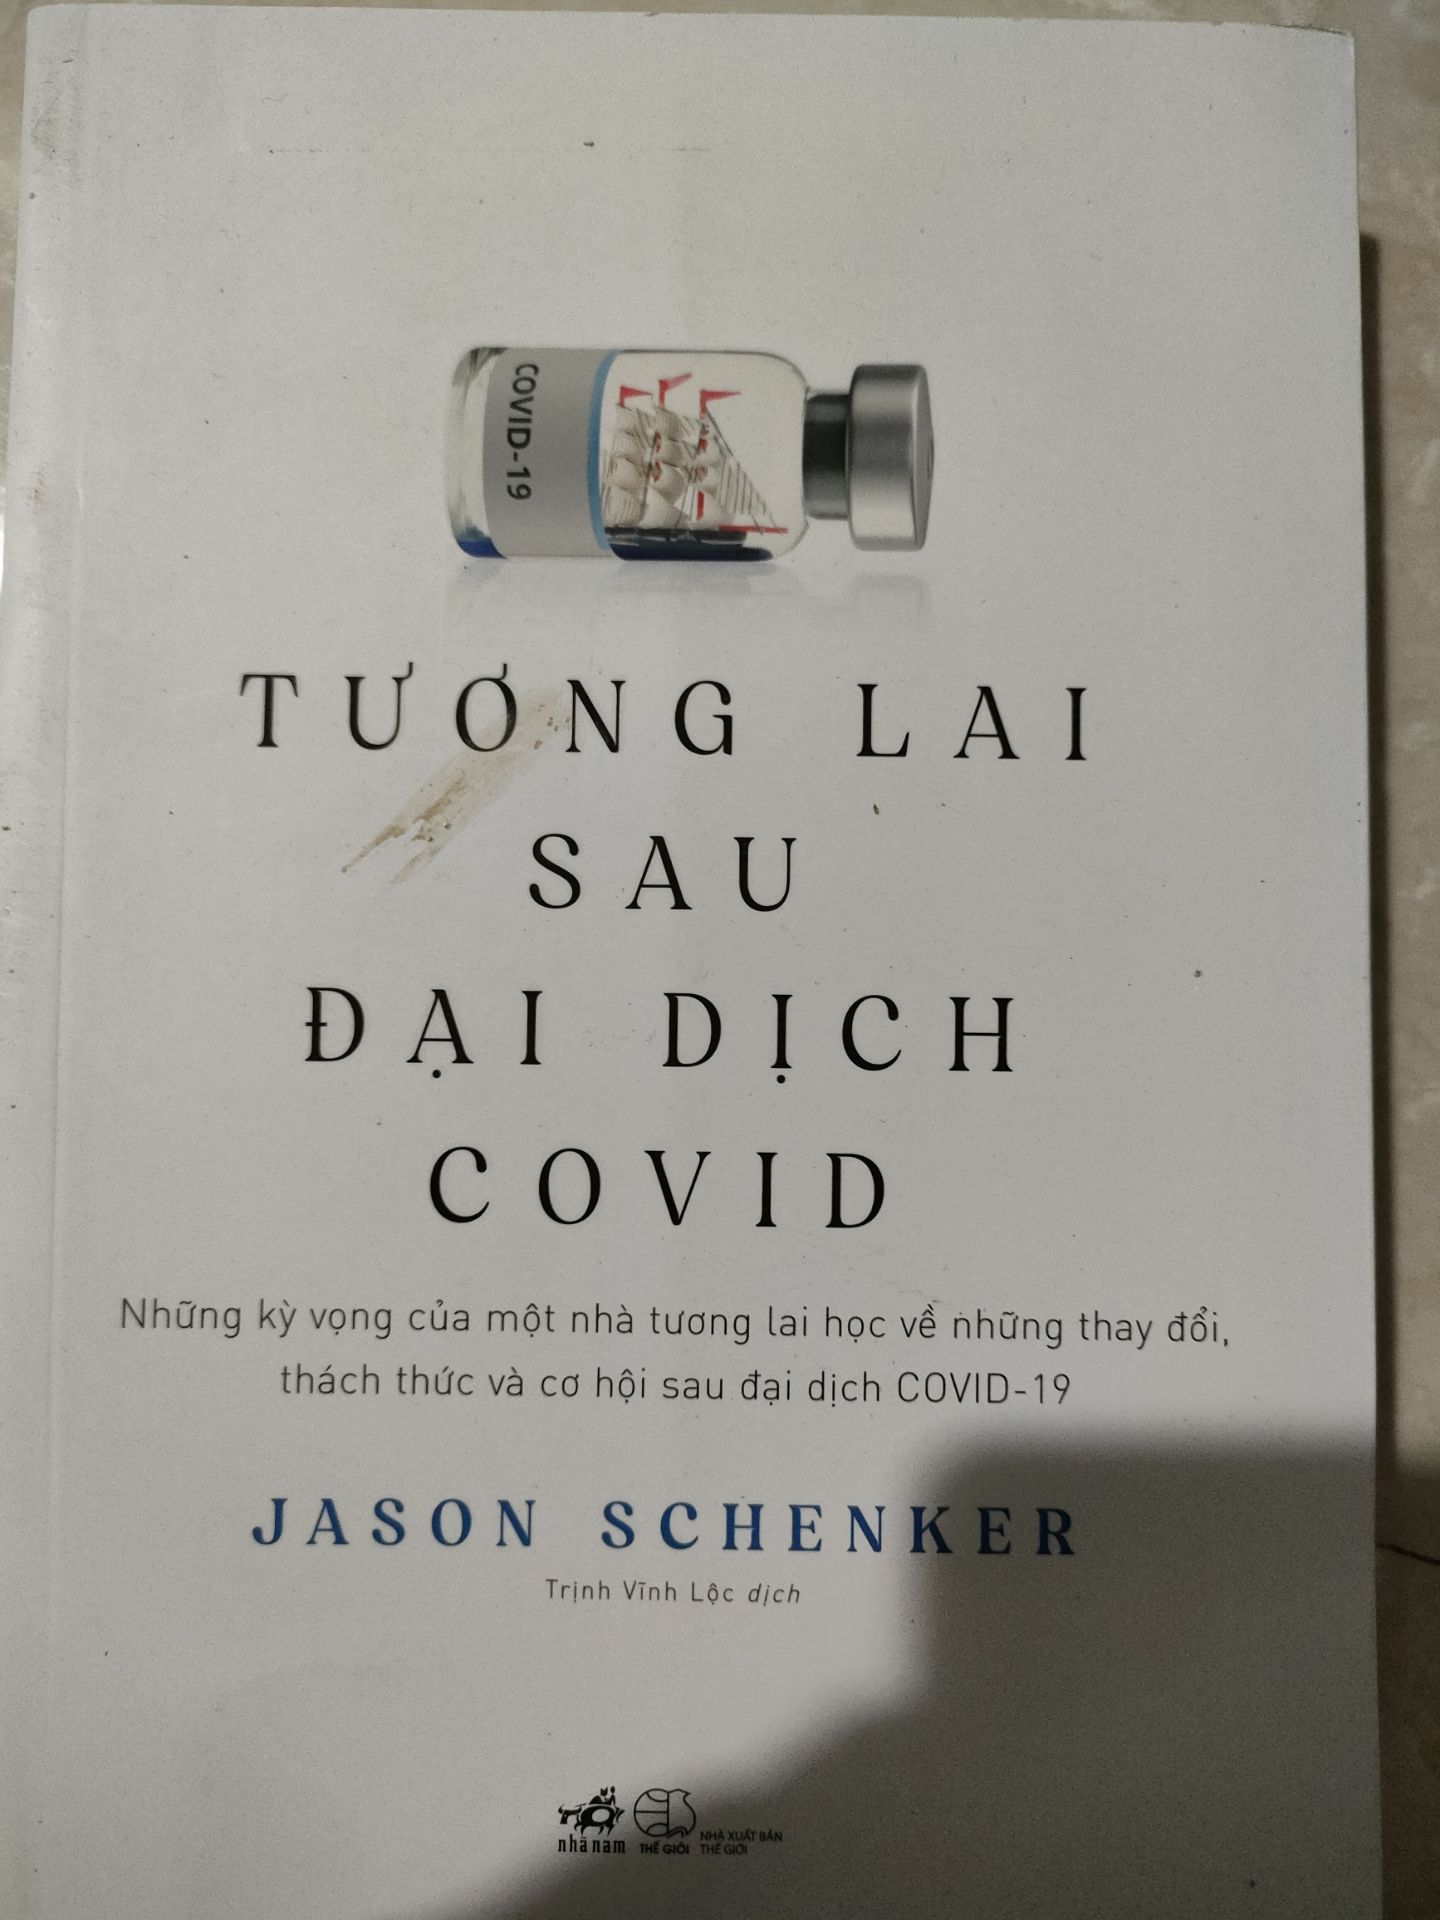 COVID-19
TƯƠNG LAI
SAU
ĐẠI DỊCH
COVID
Những kỳ vọng của một nhà tương lai học về những thay đổi,
thách thức và cơ hội sau đại dịch COVID-19
JASON SCHENKER
Trịnh Vĩnh Lộc dịch
nhã nam
THẾ GIỚI
NHÀ XUẤT BẢN
THẾ GIỚI